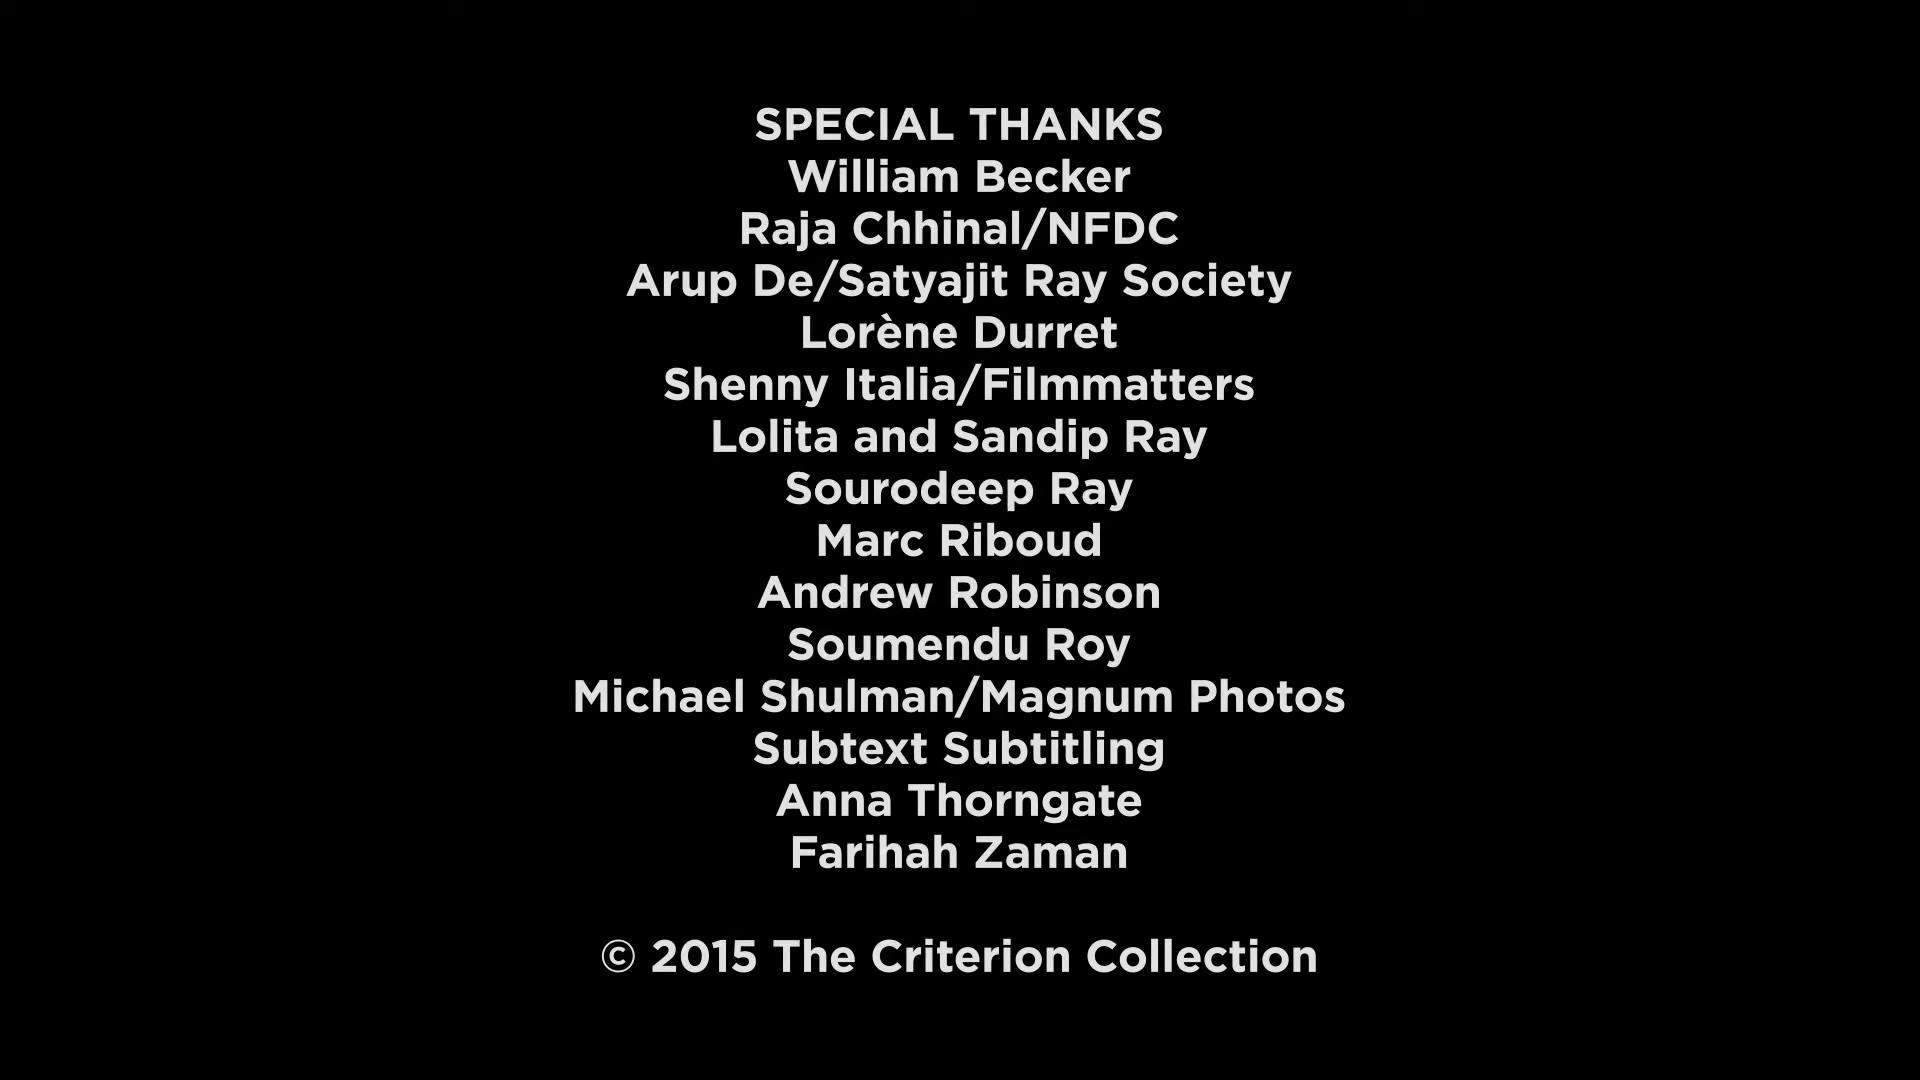 SPECIAL THANKS
William Becker
Raja Chhinal/NFDC
Arup De/Satyajit Ray Society
Lorène Durret
Shenny Italia/Filmmatters
Lolita and Sandip Ray
Sourodeep Ray
Marc Riboud
Andrew Robinson
Soumendu Roy
Michael Shulman/Magnum Photos
Subtext Subtitling
Anna Thorngate
Farihah Zaman
© 2015 The Criterion Collection